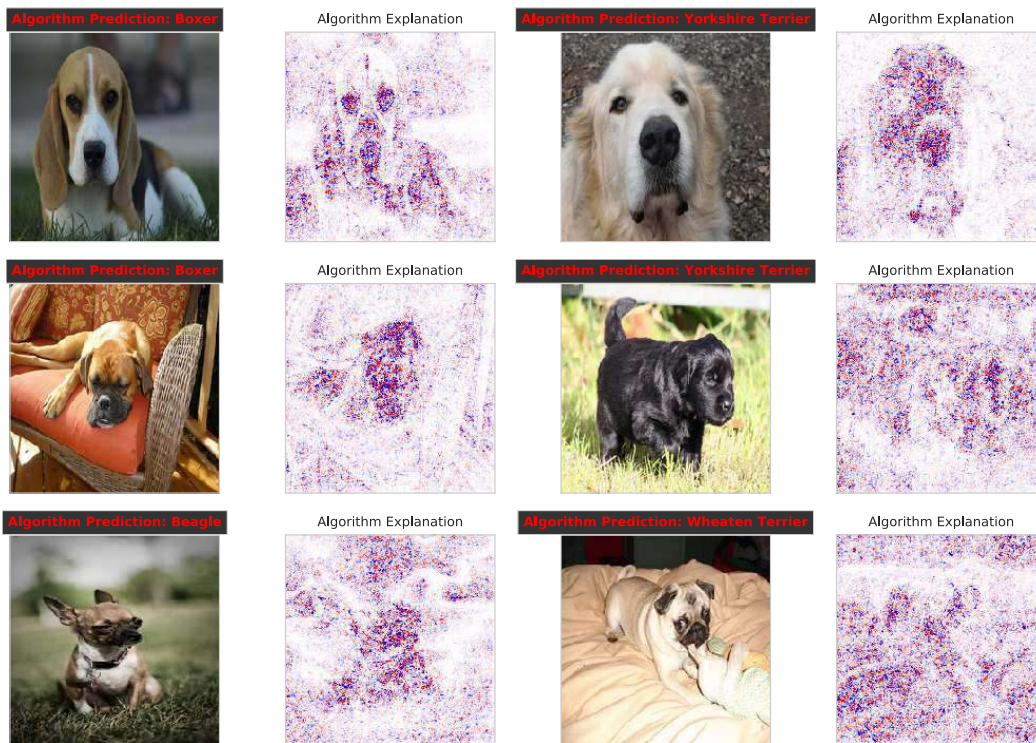 Algorithm Prediction: Boxer
Algorithm Explanation
Algorithm Prediction: Yorkshire Terrier
Algorithm Explanation
Algorithm Prediction: Boxer
Algorithm Explanation
Algorithm Prediction: Yorkshire Terrier
Algorithm Explanation
Algorithm Prediction: Beagle
Algorithm Explanation
Algorithm Prediction: Wheaten Terrier
Algorithm Explanation